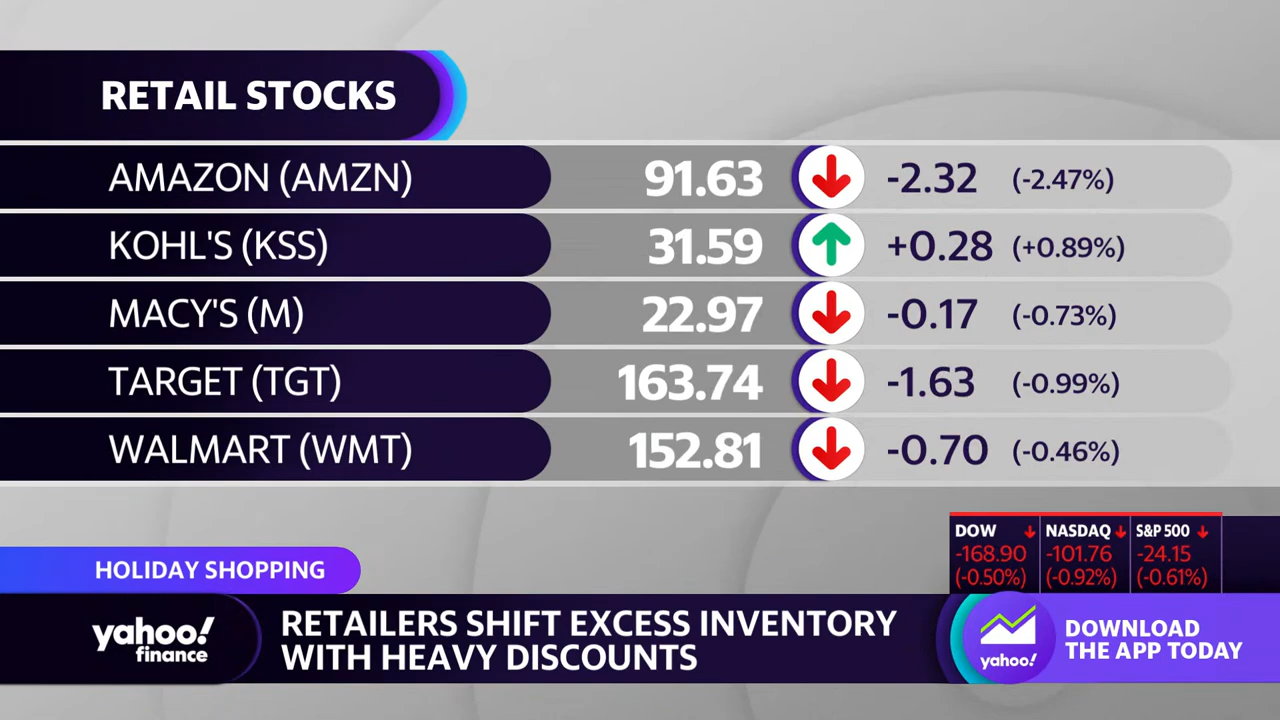 RETAIL STOCKS
AMAZON (AMZN) 91.63 -2.32 (-2.47%)
KOHL'S (KSS) 31.59 +0.28 (+0.89%)
MACY'S (M) 22.97 -0.17 (-0.73%)
TARGET (TGT) 163.74 -1.63 (-0.99%)
WALMART (WMT) 152.81 -0.70 (-0.46%)
DOW NASDAQ S&P 500
-168.90 -101.76 -24.15
(-0.50%) (-0.92%) (-0.61%)
HOLIDAY SHOPPING
yahoo!
finance
RETAILERS SHIFT EXCESS INVENTORY
WITH HEAVY DISCOUNTS
yahoo!
DOWNLOAD
THE APP TODAY